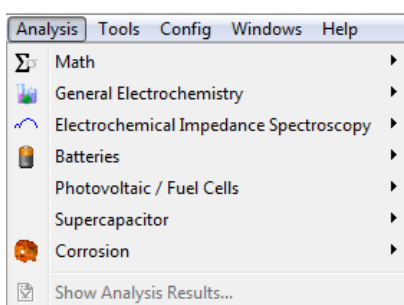 Analysis Tools Config Windows Help
Math
General Electrochemistry
Electrochemical Impedance Spectroscopy
Batteries
Photovoltaic / Fuel Cells
Supercapacitor
Corrosion
Show Analysis Results...